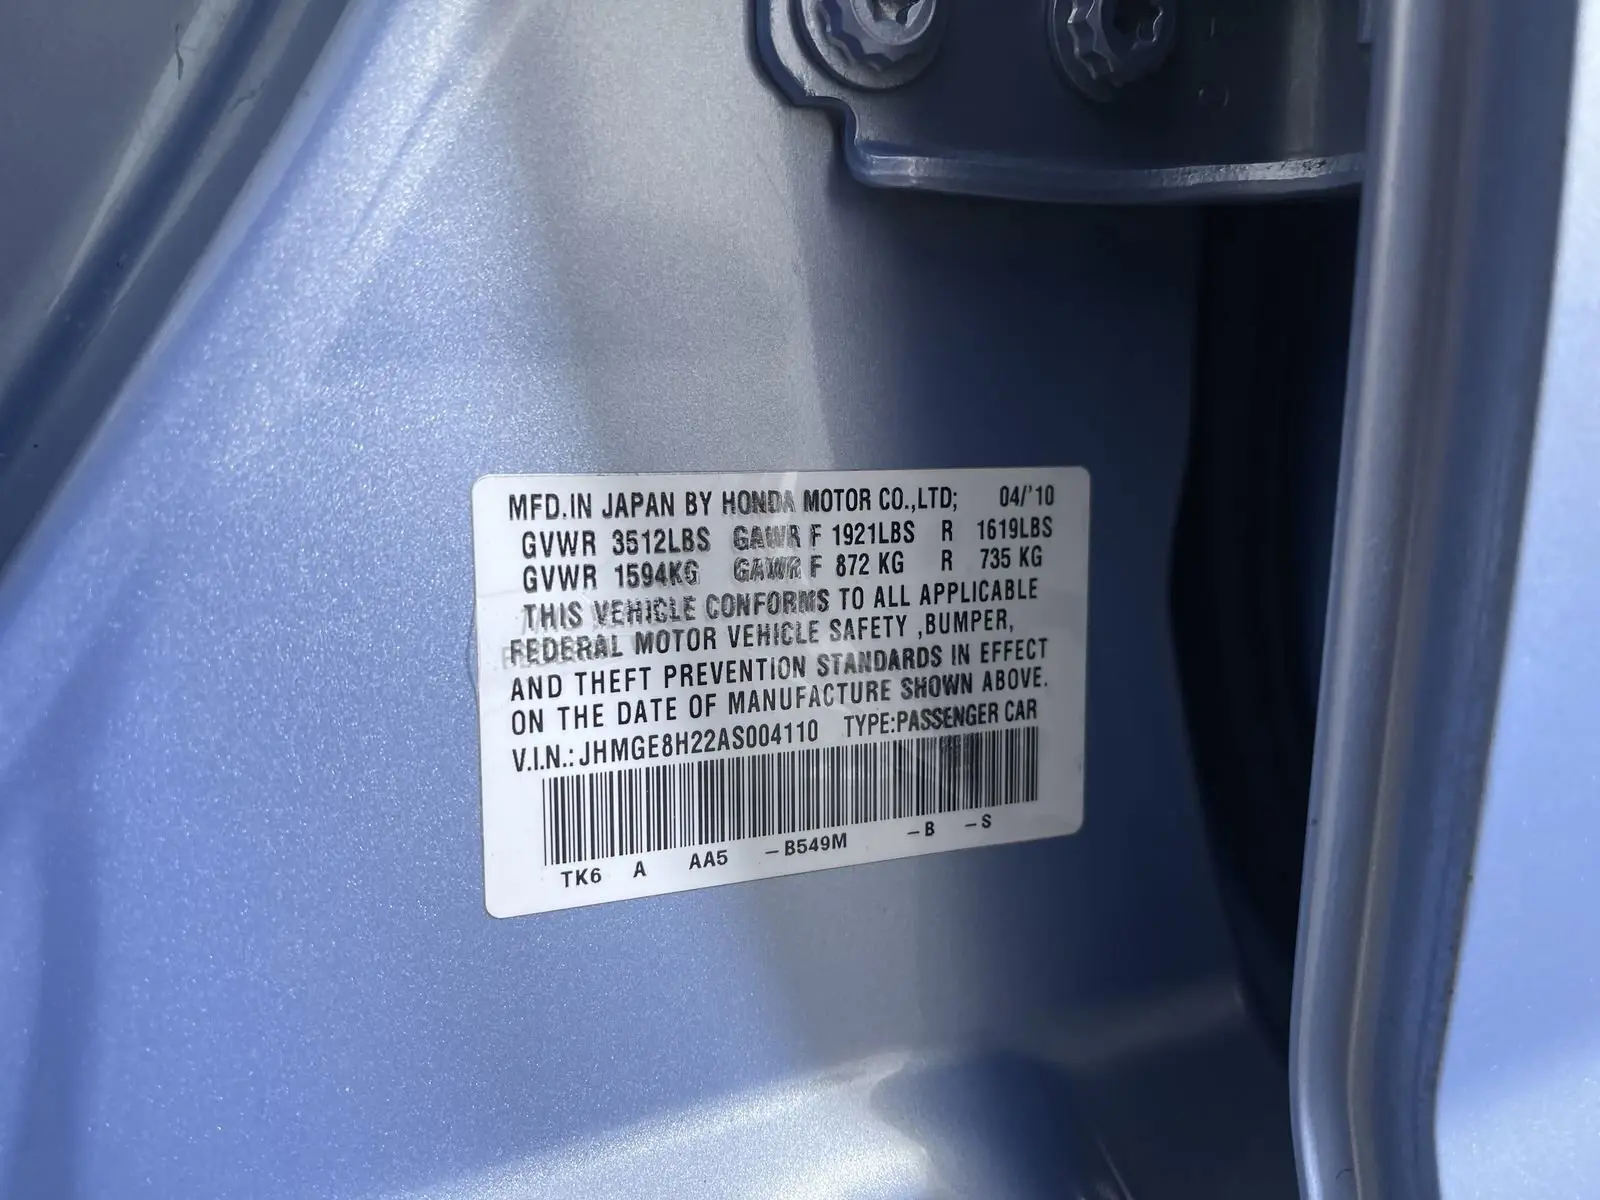 MFD.IN JAPAN BY HONDA MOTOR CO.,LTD; 04/'10
GVWR 3512LBS GAWR F 1921LBS R 1619LBS
GVWR 1594KG GAWR F 872 KG R 735 KG
THIS VEHICLE CONFORMS TO ALL APPLICABLE
FEDERAL MOTOR VEHICLE SAFETY ,BUMPER,
AND THEFT PREVENTION STANDARDS IN EFFECT
ON THE DATE OF MANUFACTURE SHOWN ABOVE.
V.I.N.: JHMGE8H22AS004110 TYPE:PASSENGER CAR
TK6 A AA5 –B549M –B –S